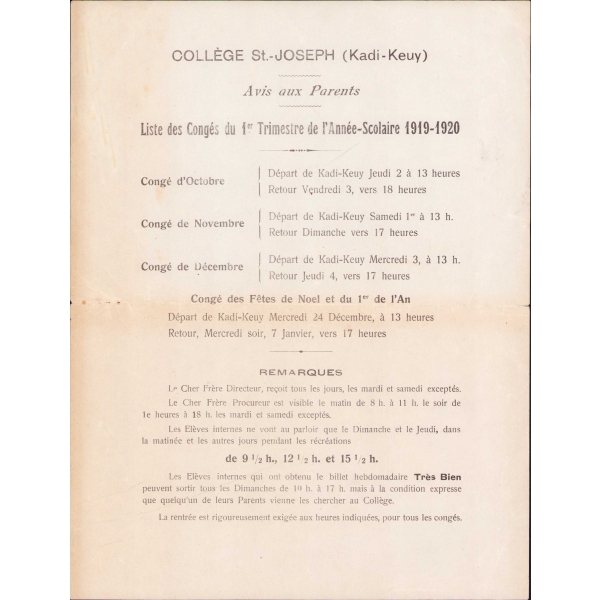 COLLÈGE St.-JOSEPH (Kadi-Keuy)
Avis aux Parents
Liste des Congés du 1er Trimestre de l'Année-Scolaire 1919-1920
Congé d'Octobre
Départ de Kadi-Keuy Jeudi 2 à 13 heures
Retour Vendredi 3, vers 18 heures
Congé de Novembre
Départ de Kadi-Keuy Samedi 1er à 13 h.
Retour Dimanche vers 17 heures
Congé de Décembre
Départ de Kadi-Keuy Mercredi 3, à 13 h.
Retour Jeudi 4, vers 17 heures
Congé des Fêtes de Noel et du 1er de l'An
Départ de Kadi-Keuy Mercredi 24 Décembre, à 13 heures
Retour, Mercredi soir, 7 Janvier, vers 17 heures
REMARQUES
Le Cher Frère Directeur, reçoit tous les jours, les mardi et samedi exceptés.
Le Cher Frère Procureur est visible le matin de 8 h. à 11 h. le soir de
1e heures à 18 h. les mardi et samedi exceptés.
Les Elèves internes ne vont au parloir que le Dimanche et le Jeudi, dans
la matinée et les autres jours pendant les récréations
de 9 1/2 h., 12 1/2 h. et 15 1/2 h.
Les Elèves internes qui ont obtenu le billet hebdomadaire Très Bien
peuvent sortir tous les Dimanches de 10 h. à 17 h. mais à la condition expresse
que quelqu'un de leurs Parents vienne les chercher au Collège.
La rentrée est rigoureusement exigée aux heures indiquées, pour tous les congés.